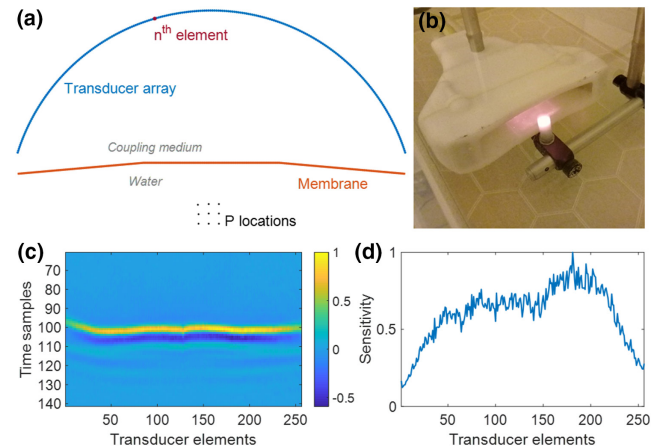 (a)
nth element
Transducer array
Coupling medium
Water
Membrane
P locations
(b)
(c)
Time samples
70
80
90
100
110
120
130
140
50 100 150 200 250
Transducer elements
1
0.5
0
-0.5
(d)
Sensitivity
1
0.5
0
50 100 150 200 250
Transducer elements